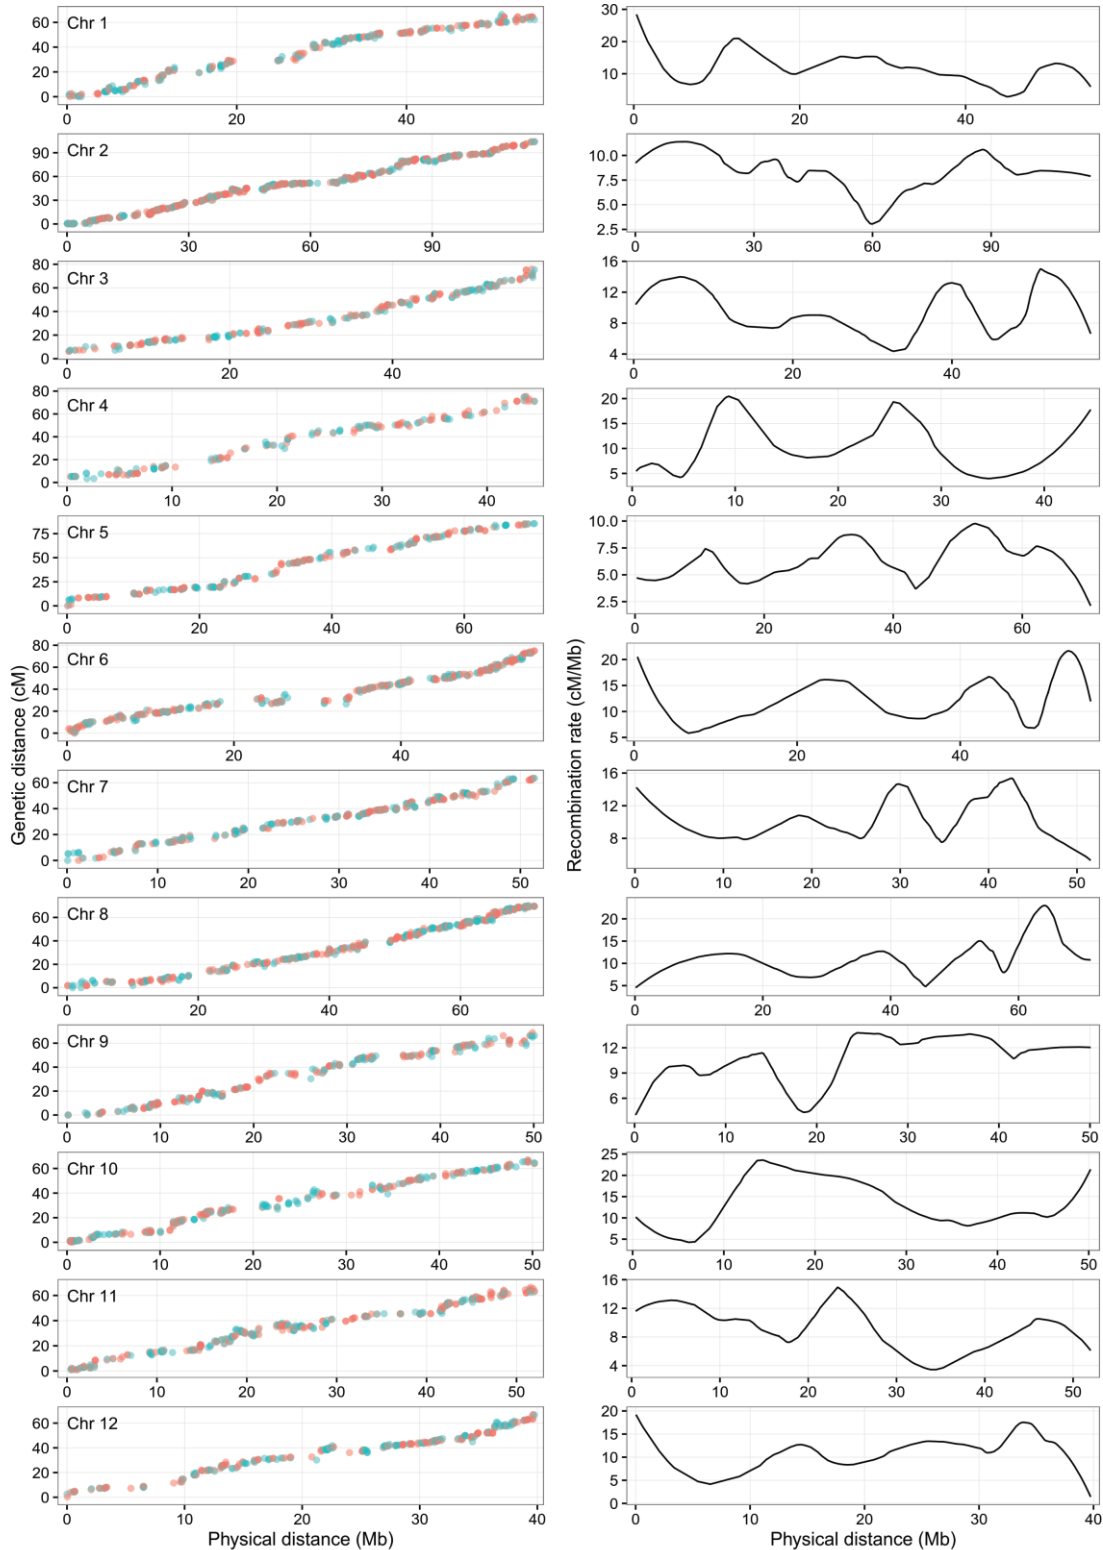 Genetic distance (cM)
Recombination rate (cM/Mb)
Chr 1
60
40
20
0
0 20 40
30
20
10
0 20 40
Chr 2
90
60
30
0
0 30 60 90
10.0
7.5
5.0
2.5
0 30 60 90
Chr 3
80
60
40
20
0
0 20 40
16
12
8
4
0 20 40
Chr 4
80
60
40
20
0
0 10 20 30 40
20
15
10
5
0 10 20 30 40
Chr 5
75
50
25
0
0 20 40 60
10.0
7.5
5.0
2.5
0 20 40 60
Chr 6
80
60
40
20
0
0 20 40
20
15
10
5
0 20 40
Chr 7
60
40
20
0
0 10 20 30 40 50
16
12
8
0 10 20 30 40 50
Chr 8
60
40
20
0
0 20 40 60
20
15
10
5
0 20 40 60
Chr 9
60
40
20
0
0 10 20 30 40 50
12
9
6
0 10 20 30 40 50
Chr 10
60
40
20
0
0 10 20 30 40 50
25
20
15
10
5
0 10 20 30 40 50
Chr 11
60
40
20
0
0 10 20 30 40 50
16
12
8
4
0 10 20 30 40 50
Chr 12
60
40
20
0
0 10 20 30 40
20
15
10
5
0
0 10 20 30 40
Physical distance (Mb)
Physical distance (Mb)